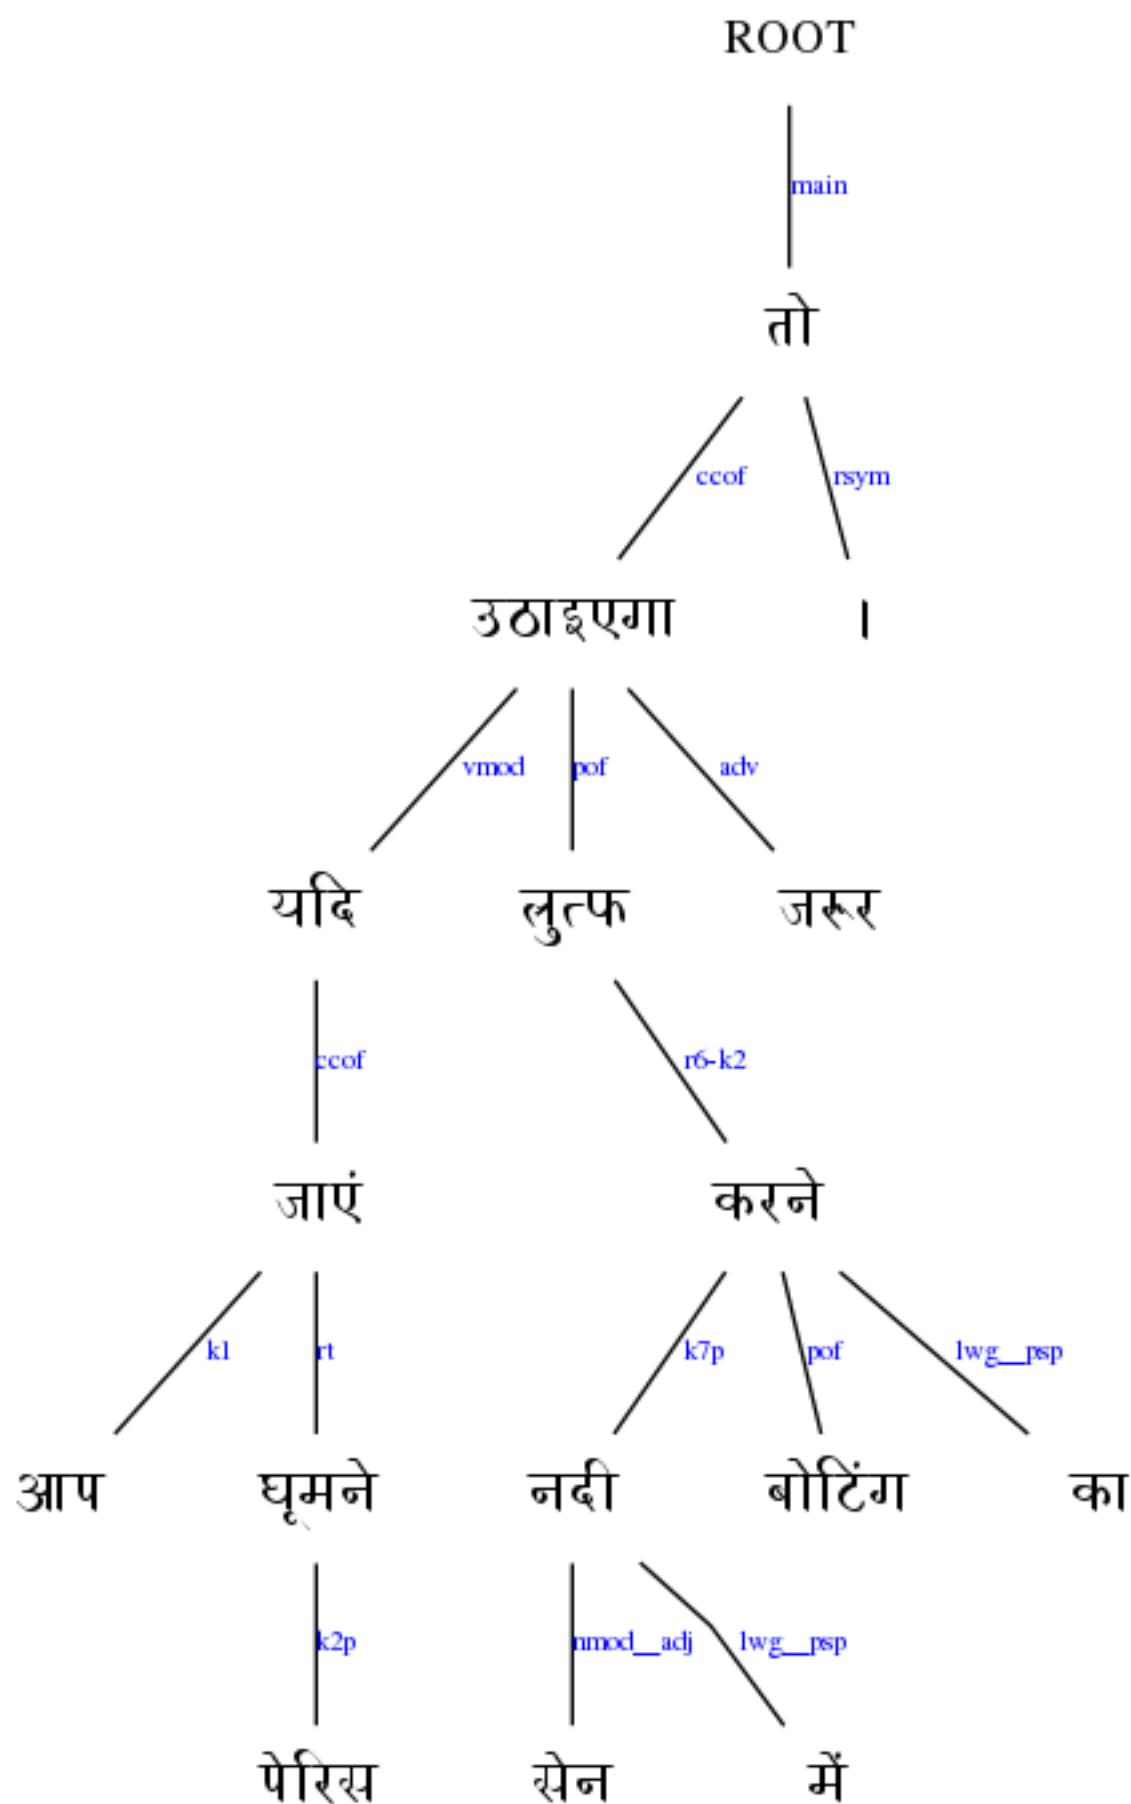 ROOT
main
तो
ccof rsym
उठाइएगा ।
vmod pof adv
यदि लुत्फ जरूर
ccof r6-k2
जाएं करने
k1 rt k7p pof lwg__psp
आप घूमने नदी बोटिंग का
k2p nmod__adj lwg__psp
पेरिस सेन में